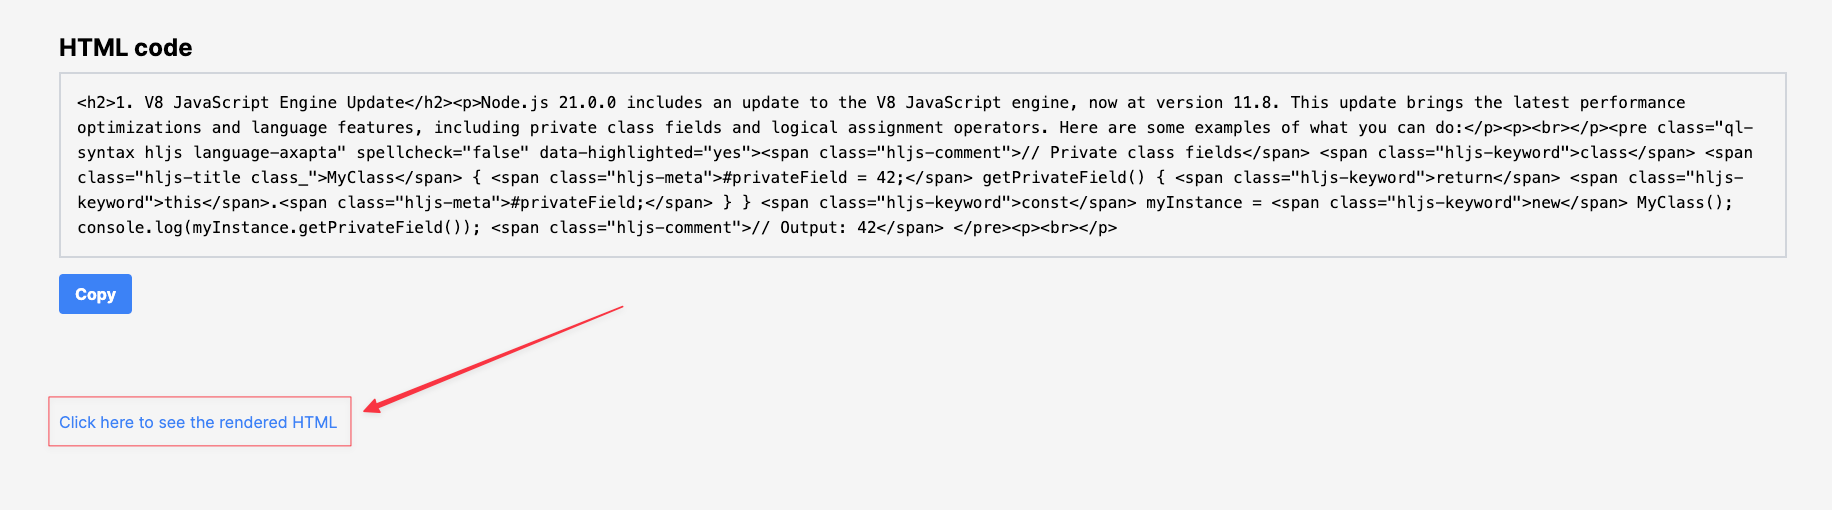 HTML code
<h2>1. V8 JavaScript Engine Update</h2><p>Node.js 21.0.0 includes an update to the V8 JavaScript engine, now at version 11.8. This update brings the latest performance
optimizations and language features, including private class fields and logical assignment operators. Here are some examples of what you can do:</p><p><br></p><pre class="ql-
syntax hljs language-axapta" spellcheck="false" data-highlighted="yes"><span class="hljs-comment">// Private class fields</span> <span class="hljs-keyword">class</span> <span
class="hljs-title class_">MyClass</span> { <span class="hljs-meta">#privateField = 42;</span> getPrivateField() { <span class="hljs-keyword">return</span> <span class="hljs-
keyword">this</span>.<span class="hljs-meta">#privateField;</span> } } <span class="hljs-keyword">const</span> myInstance = <span class="hljs-keyword">new</span> MyClass();
console.log(myInstance.getPrivateField()); <span class="hljs-comment">// Output: 42</span> </pre><p><br></p>
Copy
Click here to see the rendered HTML